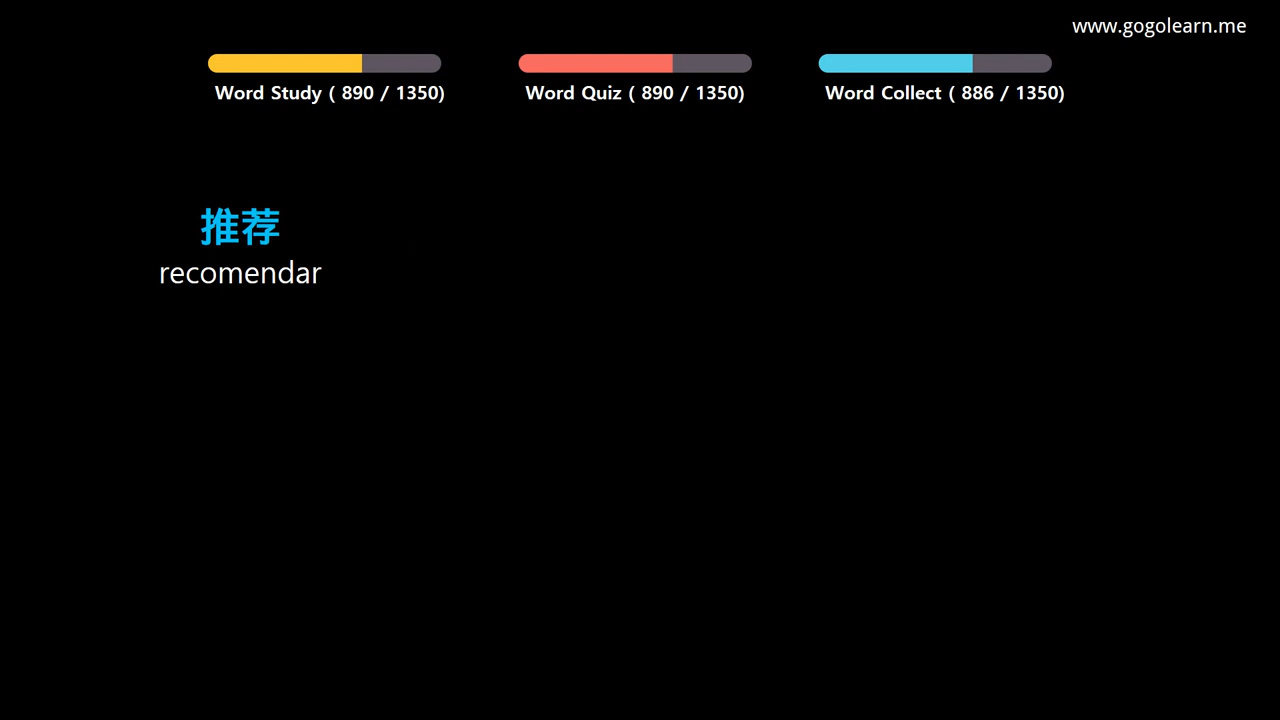 www.gogolearn.me
Word Study ( 890 / 1350)
Word Quiz ( 890 / 1350)
Word Collect ( 886 / 1350)
推荐
recomendar